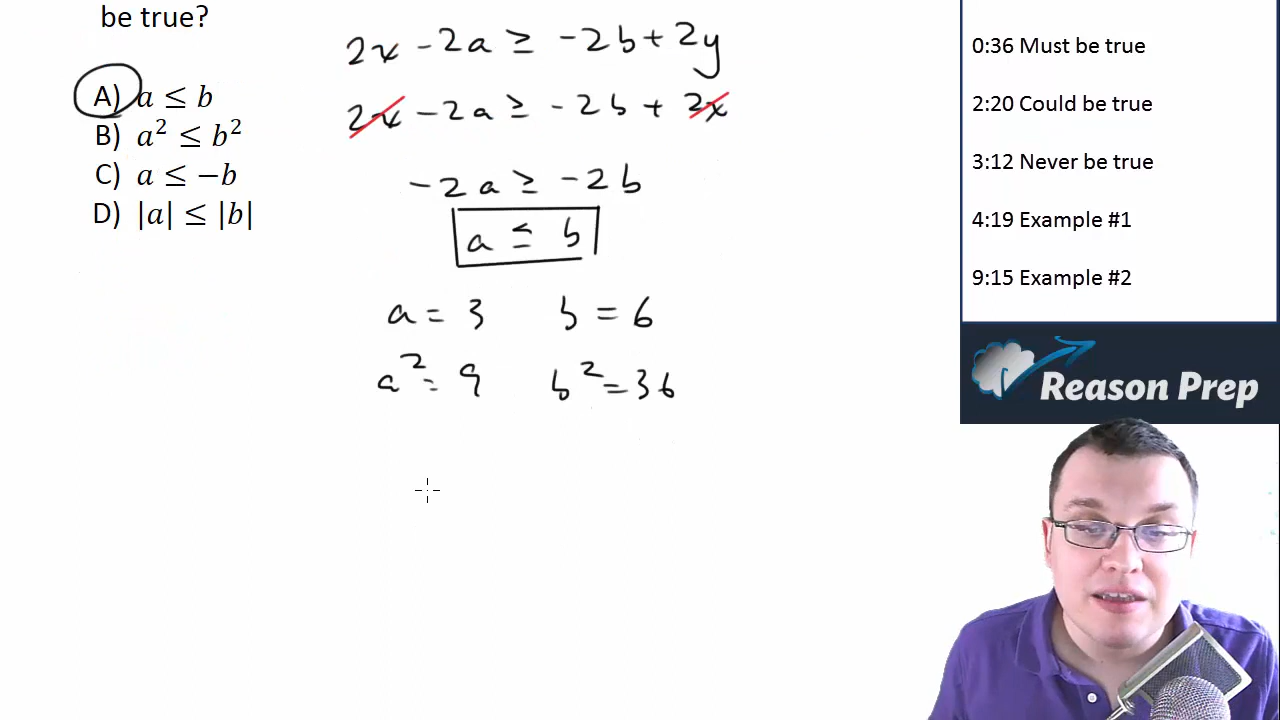 be true?
A) a ≤ b
B) a² ≤ b²
C) a ≤ −b
D) |a| ≤ |b|
2x - 2a ≥ -2b + 2y
2x - 2a ≥ -2b + 2x
-2a ≥ -2b
a ≤ b
a = 3 b = 6
a² = 9 b² = 36
0:36 Must be true
2:20 Could be true
3:12 Never be true
4:19 Example #1
9:15 Example #2
Reason Prep